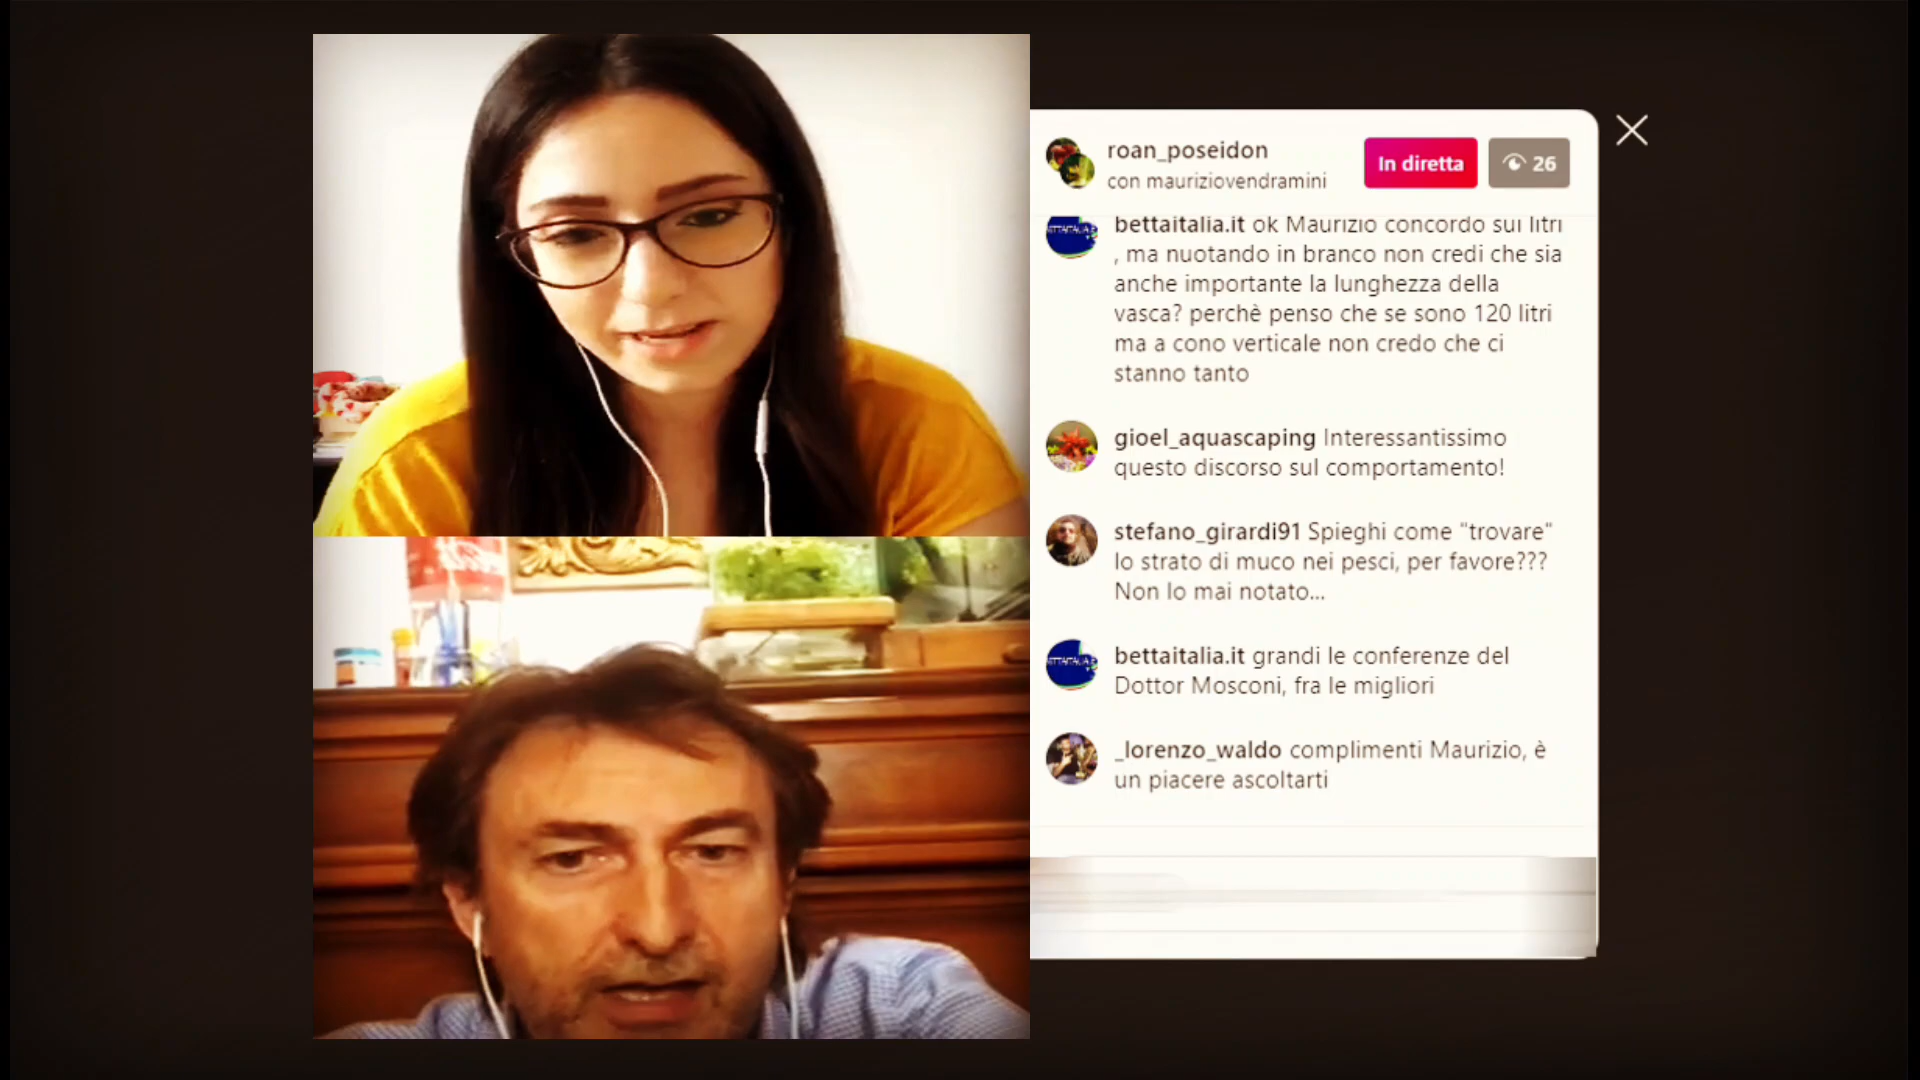 roan_poseidon
con mauriziovendramini
In diretta
26
bettaitalia.it ok Maurizio concordo sui litri
, ma nuotando in branco non credi che sia
anche importante la lunghezza della
vasca? perchè penso che se sono 120 litri
ma a cono verticale non credo che ci
stanno tanto
gioel_aquascaping Interessantissimo
questo discorso sul comportamento!
stefano_girardi91 Spieghi come "trovare"
lo strato di muco nei pesci, per favore???
Non lo mai notato...
bettaitalia.it grandi le conferenze del
Dottor Mosconi, fra le migliori
_lorenzo_waldo complimenti Maurizio, è
un piacere ascoltarti